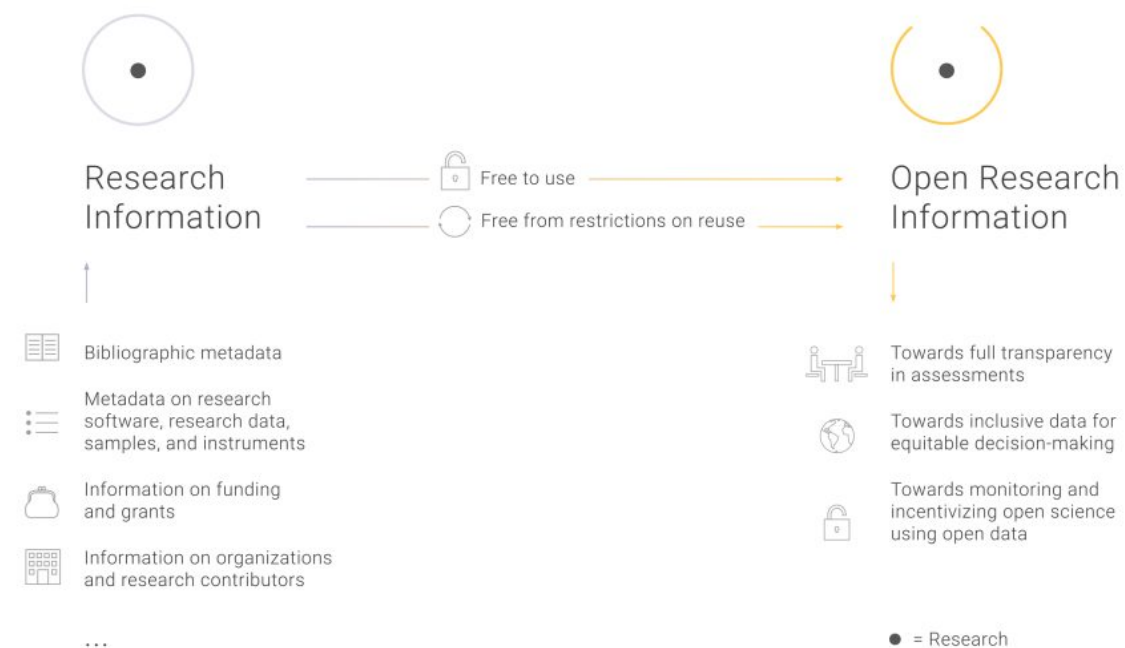 Research
Information
Free to use
Free from restrictions on reuse
Open Research
Information
Bibliographic metadata
Metadata on research
software, research data,
samples, and instruments
Information on funding
and grants
Information on organizations
and research contributors
...
Towards full transparency
in assessments
Towards inclusive data for
equitable decision-making
Towards monitoring and
incentivizing open science
using open data
= Research